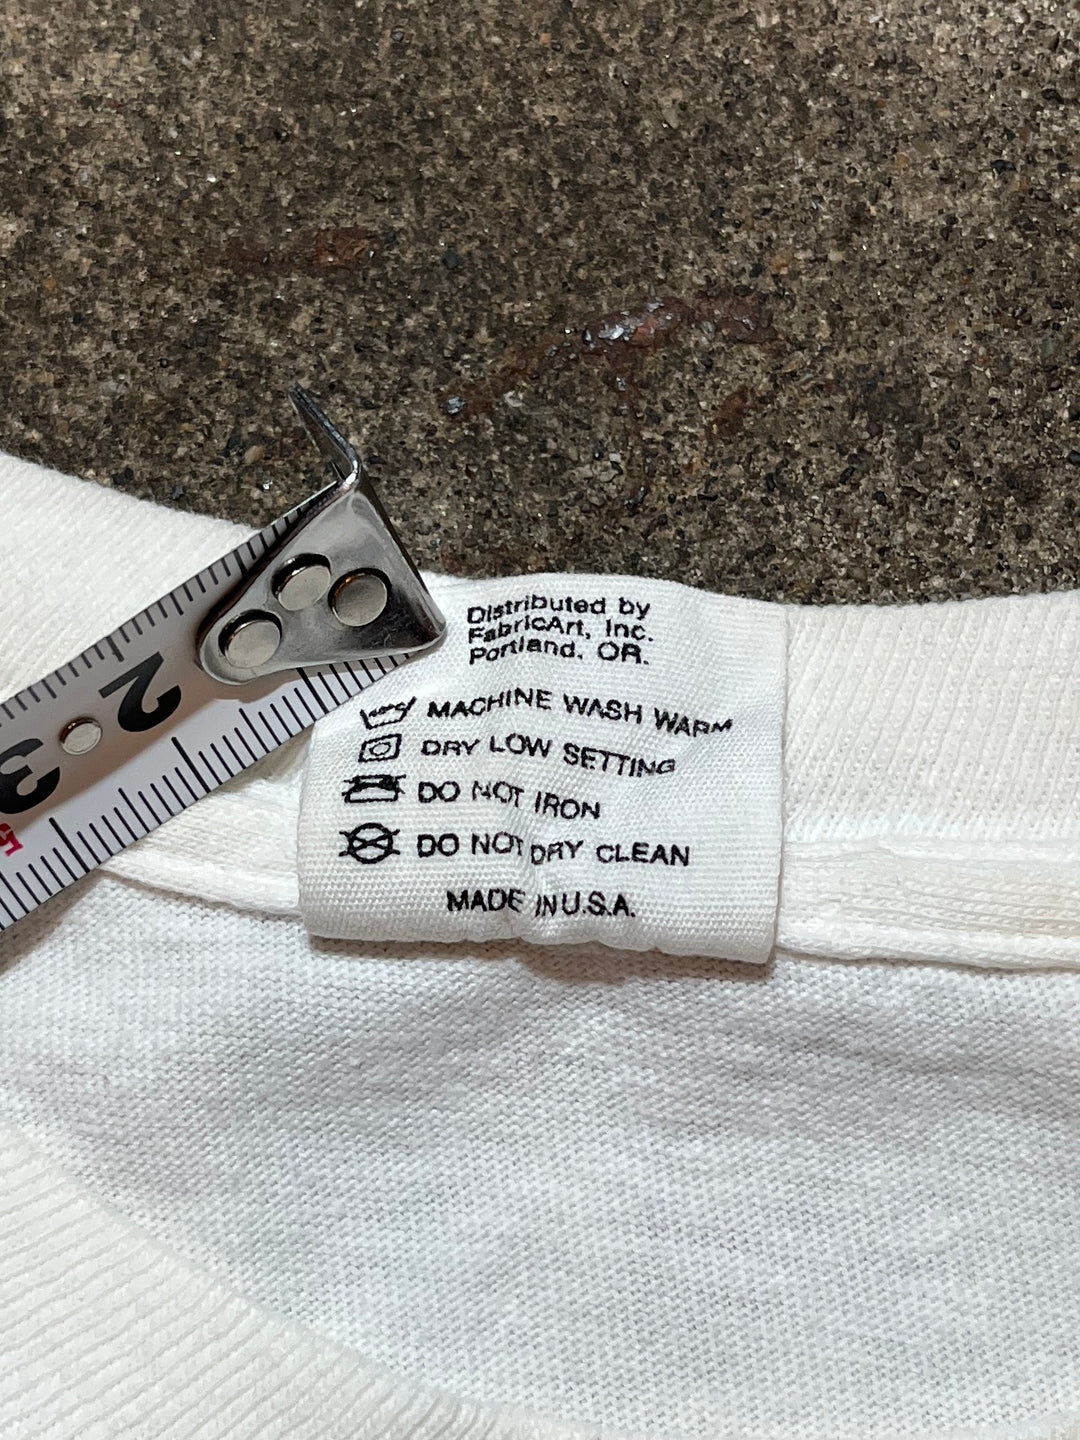 Distributed by
FabricArt, Inc.
Portland, OR.
MACHINE WASH WARM
DRY LOW SETTING
DO NOT IRON
DO NOT DRY CLEAN
MADE IN U.S.A.
2
3
5